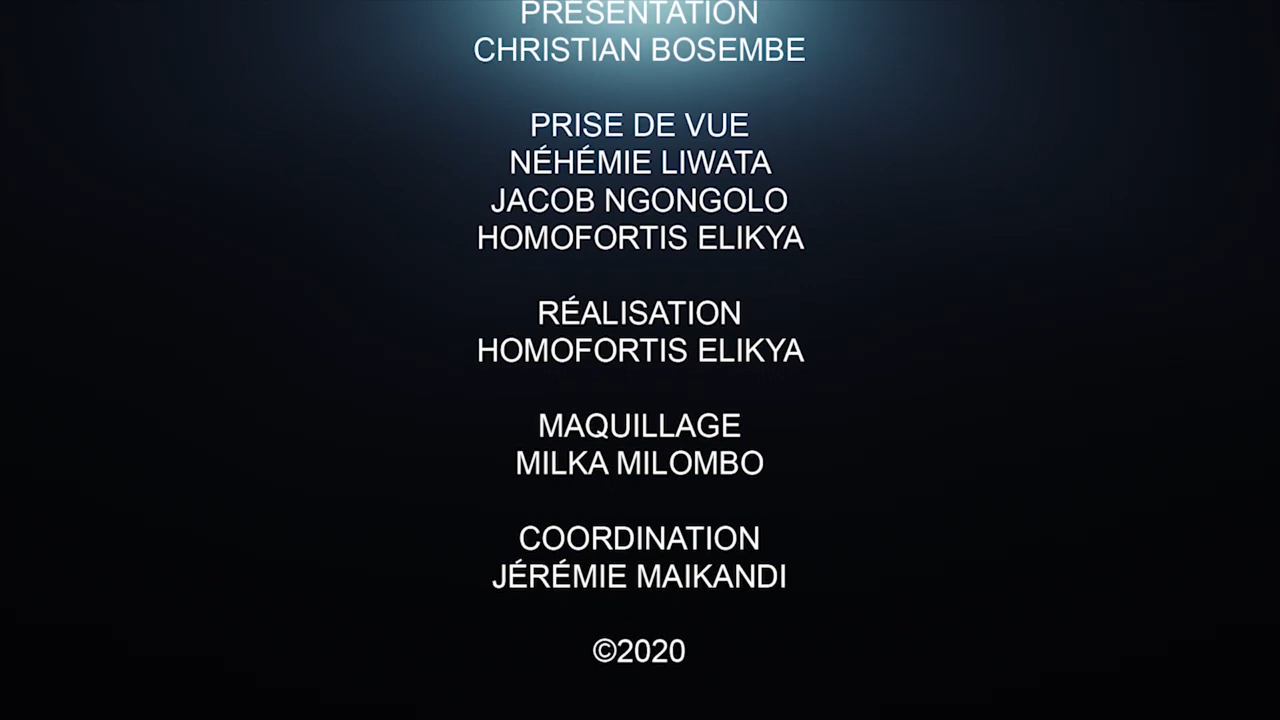 PRÉSENTATION
CHRISTIAN BOSEMBE
PRISE DE VUE
NÉHÉMIE LIWATA
JACOB NGONGOLO
HOMOFORTIS ELIKYA
RÉALISATION
HOMOFORTIS ELIKYA
MAQUILLAGE
MILKA MILOMBO
COORDINATION
JÉRÉMIE MAIKANDI
©2020